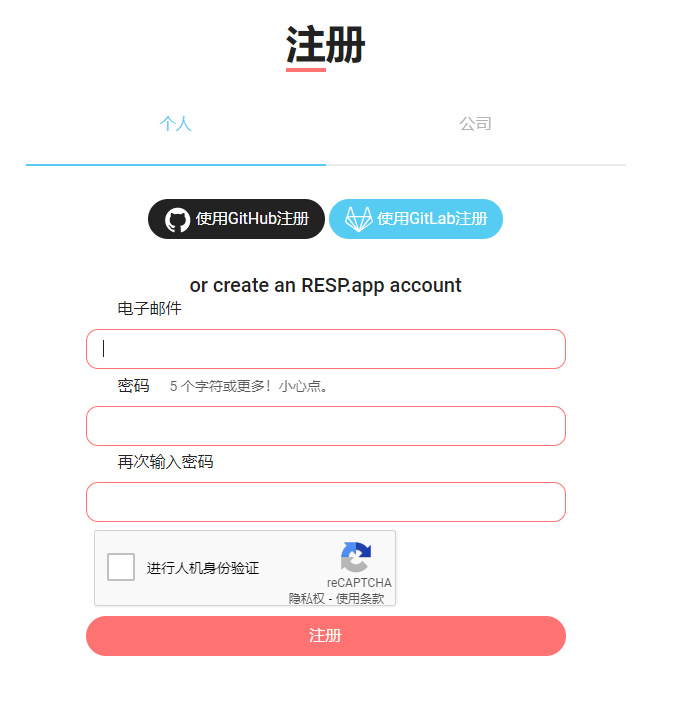 注册
个人 公司
使用GitHub注册 使用GitLab注册
or create an RESP.app account
电子邮件
密码 5 个字符或更多！小心点。
再次输入密码
进行人机身份验证
reCAPTCHA
隐私权 - 使用条款
注册